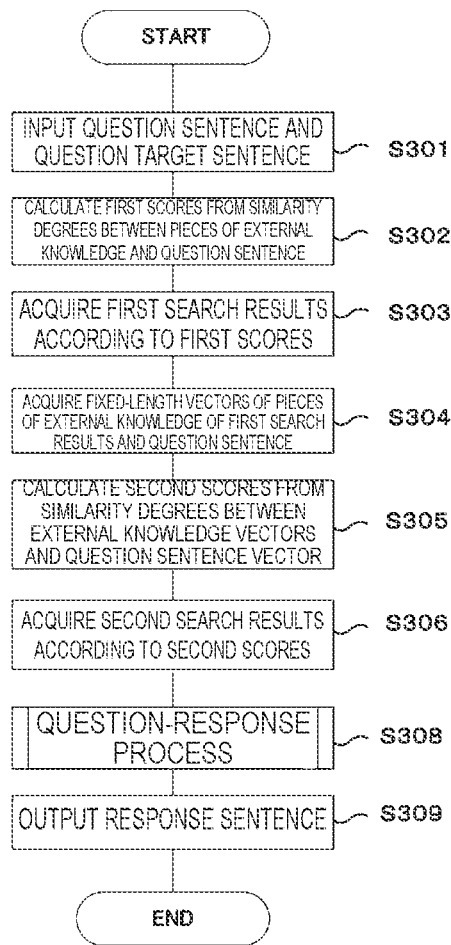 START
INPUT QUESTION SENTENCE AND
QUESTION TARGET SENTENCE
S301
CALCULATE FIRST SCORES FROM SIMILARITY
DEGREES BETWEEN PIECES OF EXTERNAL
KNOWLEDGE AND QUESTION SENTENCE
S302
ACQUIRE FIRST SEARCH RESULTS
ACCORDING TO FIRST SCORES
S303
ACQUIRE FIXED-LENGTH VECTORS OF PIECES
OF EXTERNAL KNOWLEDGE OF FIRST SEARCH
RESULTS AND QUESTION SENTENCE
S304
CALCULATE SECOND SCORES FROM
SIMILARITY DEGREES BETWEEN
EXTERNAL KNOWLEDGE VECTORS
AND QUESTION SENTENCE VECTOR
S305
ACQUIRE SECOND SEARCH RESULTS
ACCORDING TO SECOND SCORES
S306
QUESTION-RESPONSE
PROCESS
S308
OUTPUT RESPONSE SENTENCE
S309
END